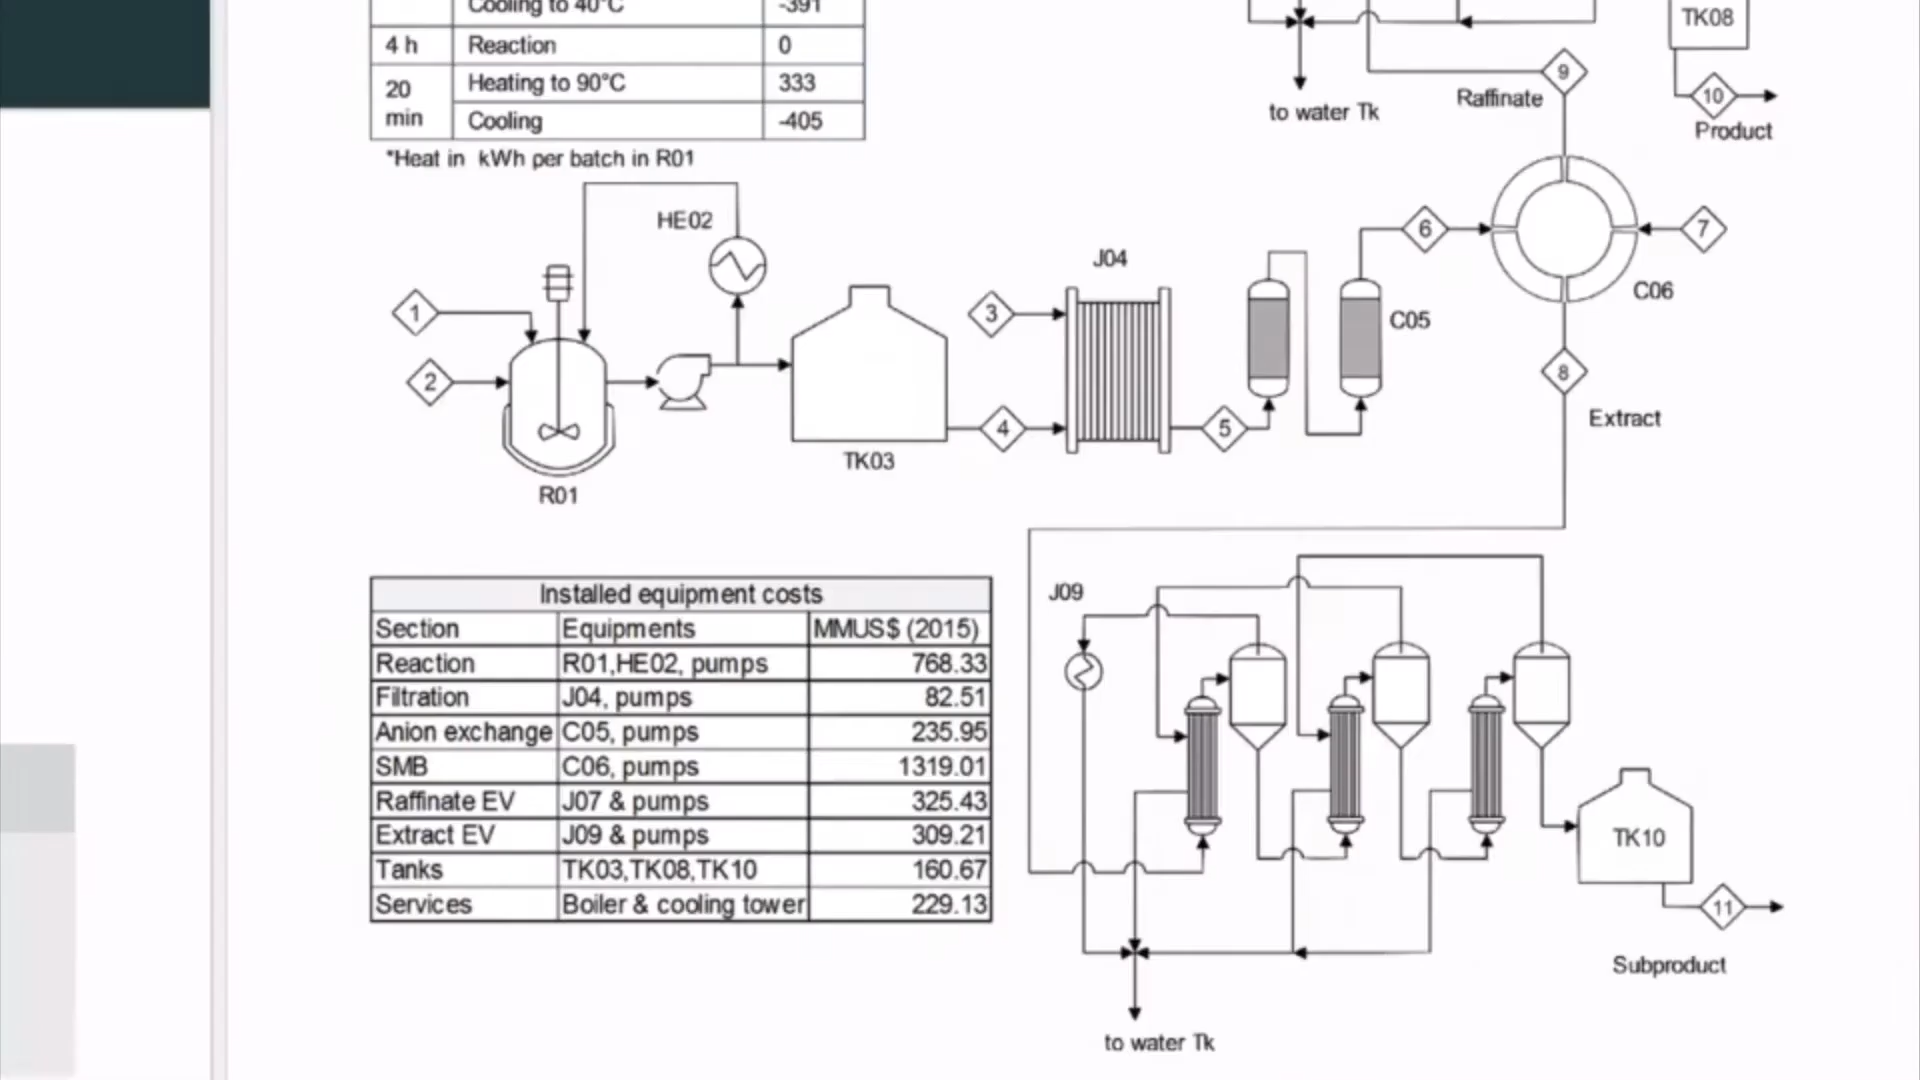 Cooling to 40°C -391
4 h Reaction 0
20 min Heating to 90°C 333
Cooling -405
*Heat in kWh per batch in R01
TK08
9
Raffinate
10
Product
to water Tk
HE02
J04
6
7
C06
C05
1
2
3
4
5
8
Extract
TK03
R01
Installed equipment costs
Section Equipments MMUS$ (2015)
Reaction R01,HE02, pumps 768.33
Filtration J04, pumps 82.51
Anion exchange C05, pumps 235.95
SMB C06, pumps 1319.01
Raffinate EV J07 & pumps 325.43
Extract EV J09 & pumps 309.21
Tanks TK03,TK08,TK10 160.67
Services Boiler & cooling tower 229.13
J09
TK10
11
Subproduct
to water Tk